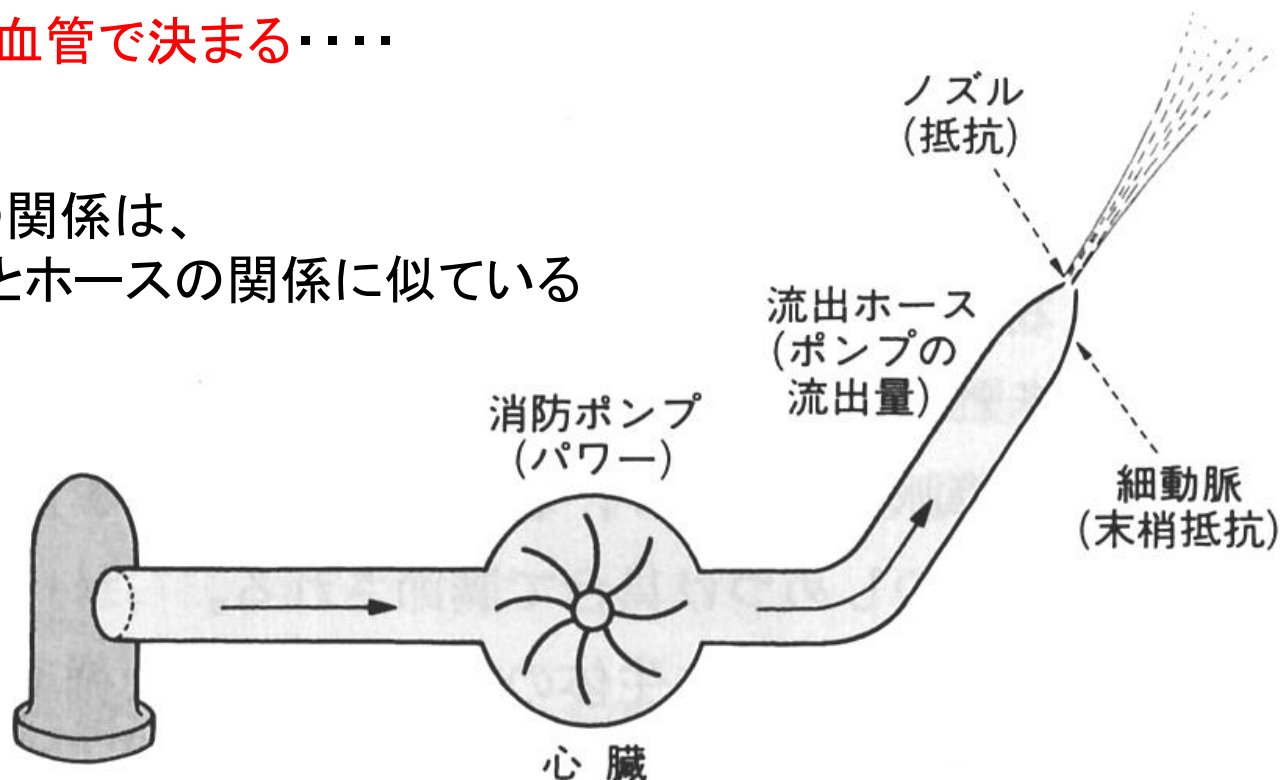 血管で決まる････
関係は、
とホースの関係に似ている
ノズル
(抵抗)
流出ホース
(ポンプの
流出量)
消防ポンプ
(パワー)
細動脈
(末梢抵抗)
心臓